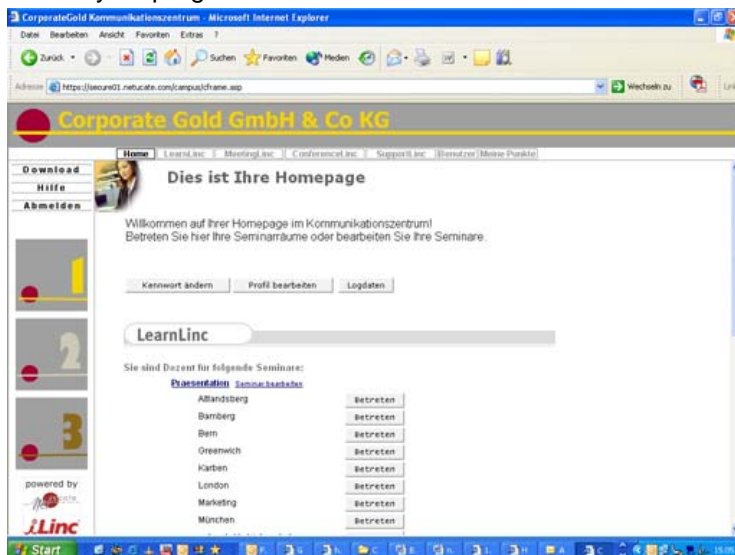 CorporateGold Kommunikationszentrum - Microsoft Internet Explorer
Datei Bearbeiten Ansicht Favoriten Extras ?
Zurück Suchen Favoriten Medien
Adresse https://secure01.netucate.com/campus/cframe.asp Wechseln zu
Corporate Gold GmbH & Co KG
Home LearnLinc MeetingLinc ConferenceLinc SupportLinc Benutzer Meine Punkte
Download
Hilfe
Abmelden
Dies ist Ihre Homepage
Willkommen auf Ihrer Homepage im Kommunikationszentrum!
Betreten Sie hier Ihre Seminarräume oder bearbeiten Sie Ihre Seminare.
Kennwort ändern Profil bearbeiten Logdaten
1
2
3
LearnLinc
Sie sind Dozent für folgende Seminare:
Praesentation Seminar bearbeiten
Altlandsberg Betreten
Bamberg Betreten
Bern Betreten
Greenwich Betreten
Karben Betreten
London Betreten
Marketing Betreten
München Betreten
powered by
iLinc
Start 15:05